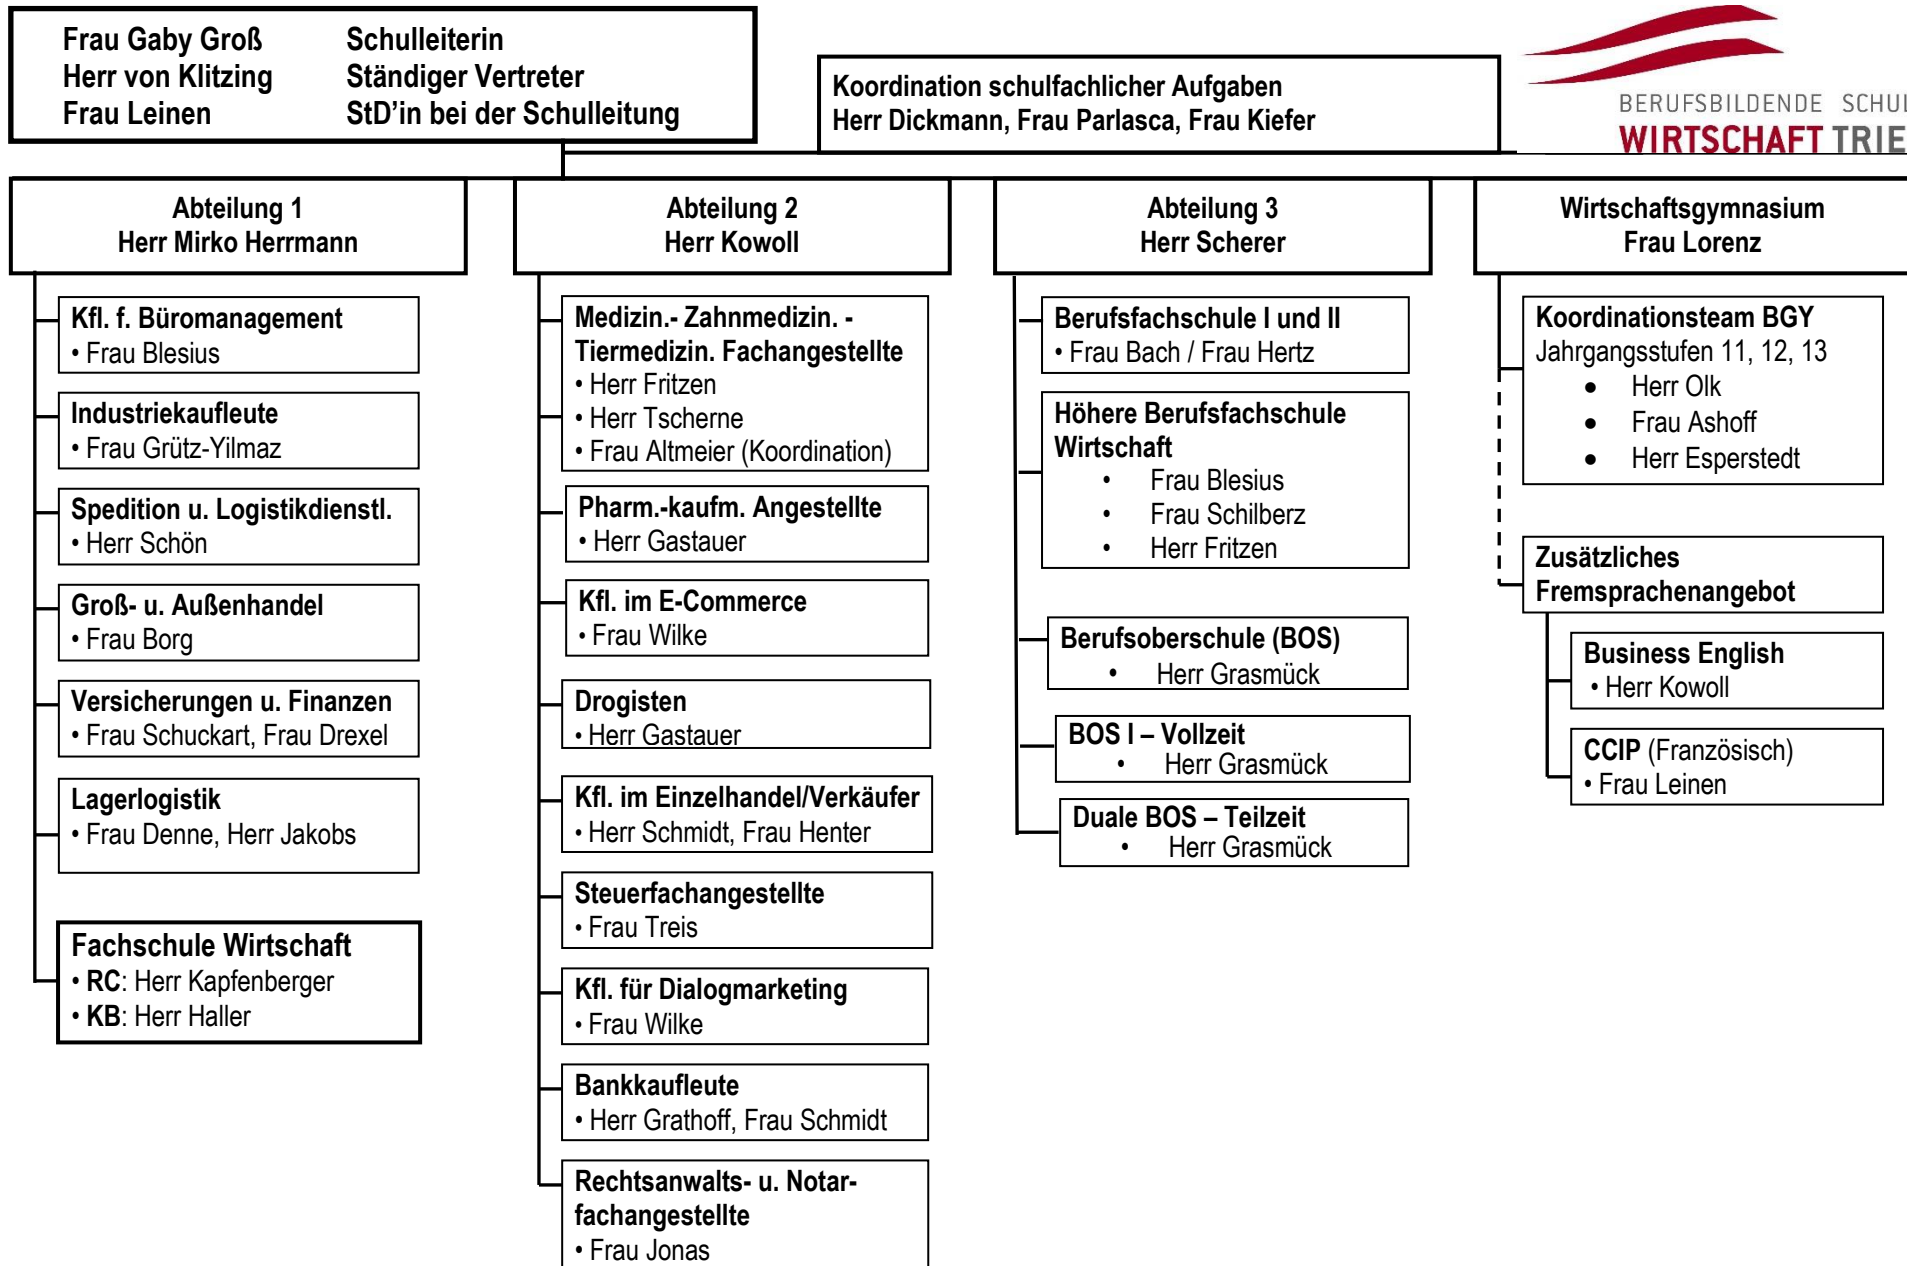 Frau Gaby Groß Schulleiterin
Herr von Klitzing Ständiger Vertreter
Frau Leinen StD’in bei der Schulleitung
Koordination schulfachlicher Aufgaben
Herr Dickmann, Frau Parlasca, Frau Kiefer
BERUFSBILDENDE SCHUL
WIRTSCHAFT TRIE
Abteilung 1
Herr Mirko Herrmann
Kfl. f. Büromanagement
• Frau Blesius
Industriekaufleute
• Frau Grütz-Yilmaz
Spedition u. Logistikdienstl.
• Herr Schön
Groß- u. Außenhandel
• Frau Borg
Versicherungen u. Finanzen
• Frau Schuckart, Frau Drexel
Lagerlogistik
• Frau Denne, Herr Jakobs
Fachschule Wirtschaft
• RC: Herr Kapfenberger
• KB: Herr Haller
Abteilung 2
Herr Kowoll
Medizin.- Zahnmedizin. -
Tiermedizin. Fachangestellte
• Herr Fritzen
• Herr Tscherne
• Frau Altmeier (Koordination)
Pharm.-kaufm. Angestellte
• Herr Gastauer
Kfl. im E-Commerce
• Frau Wilke
Drogisten
• Herr Gastauer
Kfl. im Einzelhandel/Verkäufer
• Herr Schmidt, Frau Henter
Steuerfachangestellte
• Frau Treis
Kfl. für Dialogmarketing
• Frau Wilke
Bankkaufleute
• Herr Grathoff, Frau Schmidt
Rechtsanwalts- u. Notar-
fachangestellte
• Frau Jonas
Abteilung 3
Herr Scherer
Berufsfachschule I und II
• Frau Bach / Frau Hertz
Höhere Berufsfachschule
Wirtschaft
• Frau Blesius
• Frau Schilberz
• Herr Fritzen
Berufsoberschule (BOS)
• Herr Grasmück
BOS I – Vollzeit
• Herr Grasmück
Duale BOS – Teilzeit
• Herr Grasmück
Wirtschaftsgymnasium
Frau Lorenz
Koordinationsteam BGY
Jahrgangsstufen 11, 12, 13
• Herr Olk
• Frau Ashoff
• Herr Esperstedt
Zusätzliches
Fremsprachenangebot
Business English
• Herr Kowoll
CCIP (Französisch)
• Frau Leinen